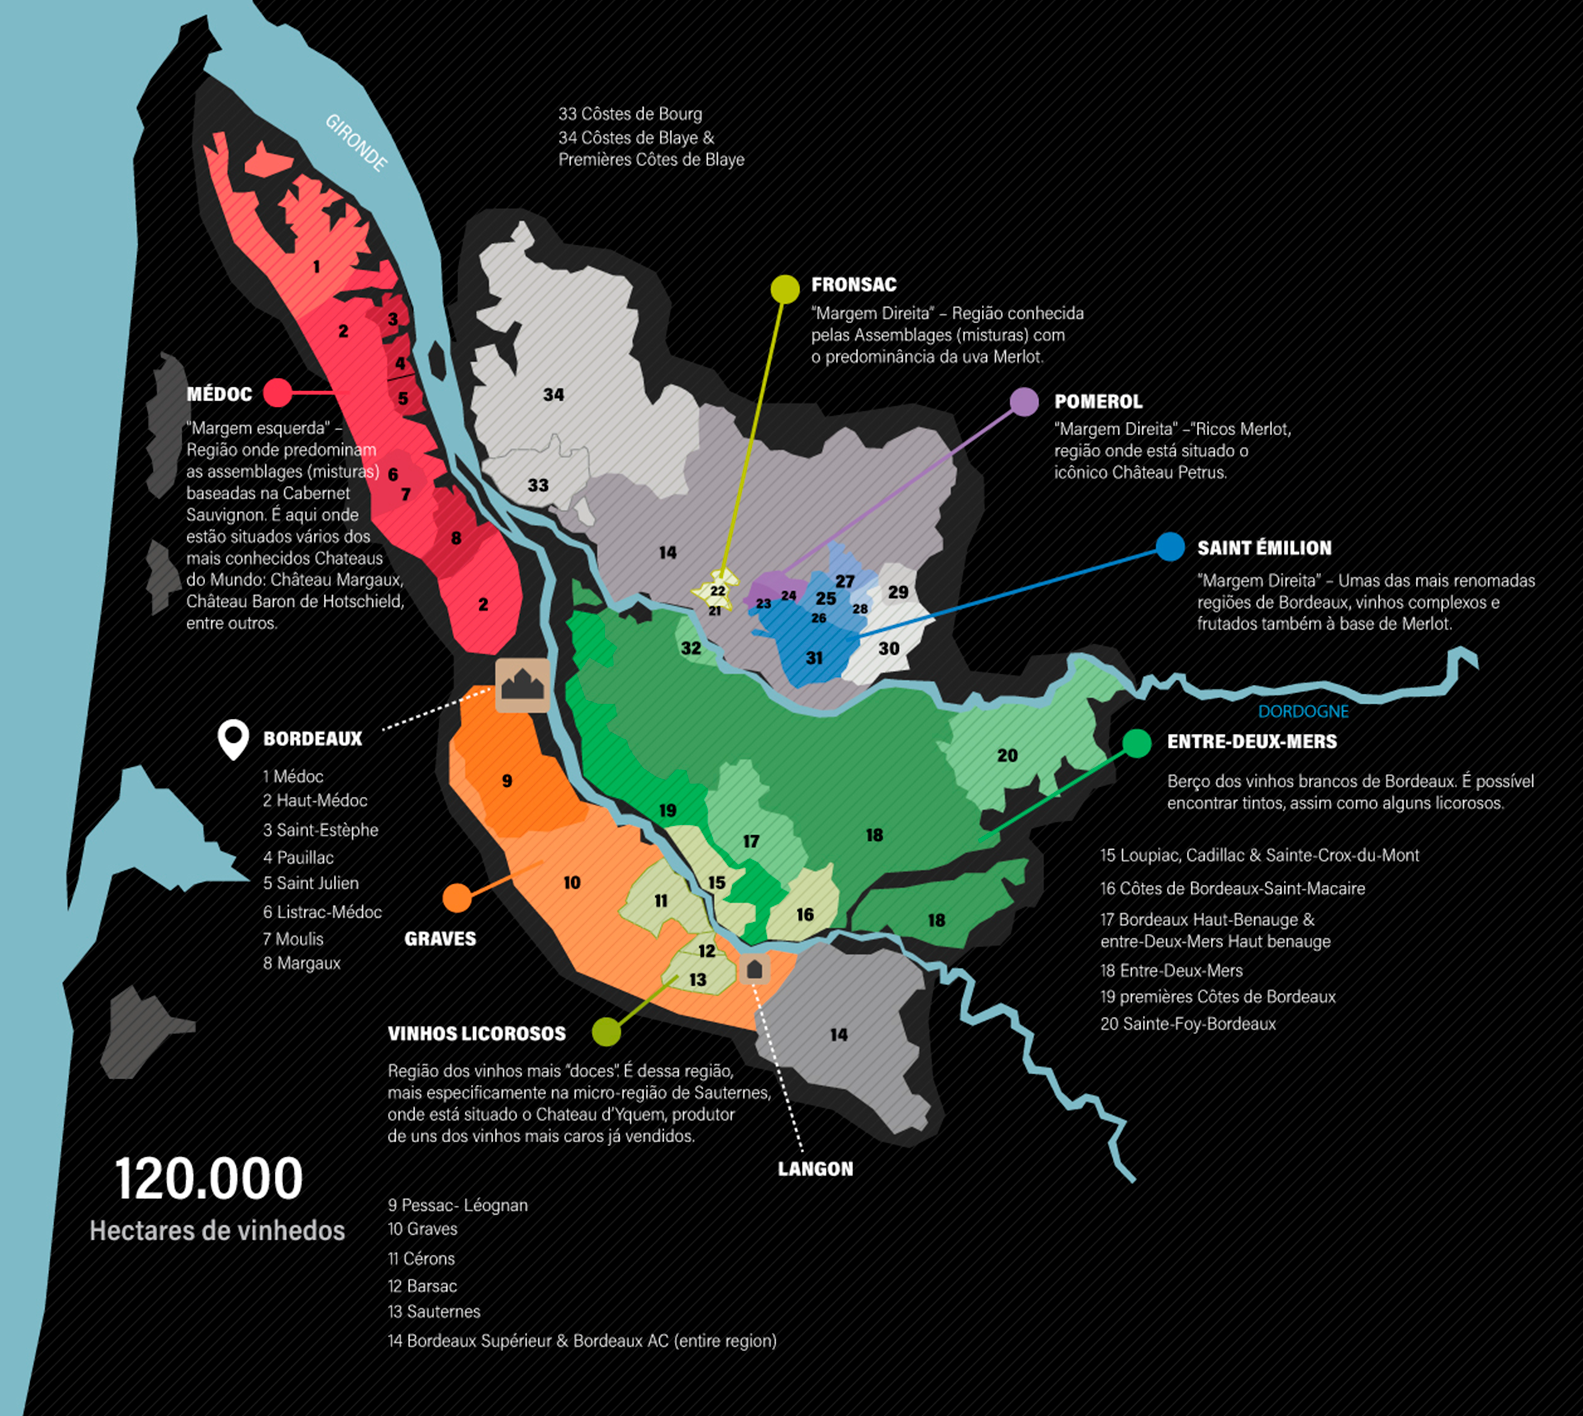 GIRONDE
33 Côstes de Bourg
34 Côstes de Blaye &
Premières Côtes de Blaye
FRONSAC
"Margem Direita" – Região conhecida
pelas Assemblages (misturas) com
o predominância da uva Merlot.
POMEROL
"Margem Direita" –"Ricos Merlot,
região onde está situado o
icônico Château Petrus.
SAINT ÉMILION
"Margem Direita" – Umas das mais renomadas
regiões de Bordeaux, vinhos complexos e
frutados também à base de Merlot.
MÉDOC
"Margem esquerda" –
Região onde predominam
as assemblages (misturas)
baseadas na Cabernet
Sauvignon. É aqui onde
estão situados vários dos
mais conhecidos Chateaus
do Mundo: Château Margaux,
Château Baron de Hotschield,
entre outros.
1
2
3
4
5
6
7
8
2
34
33
14
22
21
23
24
25
26
27
28
29
30
31
32
20
19
17
18
9
10
11
15
16
18
12
13
14
DORDOGNE
ENTRE-DEUX-MERS
Berço dos vinhos brancos de Bordeaux. É possível
encontrar tintos, assim como alguns licorosos.
15 Loupiac, Cadillac & Sainte-Crox-du-Mont
16 Côtes de Bordeaux-Saint-Macaire
17 Bordeaux Haut-Benauge &
entre-Deux-Mers Haut benauge
18 Entre-Deux-Mers
19 premières Côtes de Bordeaux
20 Sainte-Foy-Bordeaux
BORDEAUX
1 Médoc
2 Haut-Médoc
3 Saint-Estèphe
4 Pauillac
5 Saint Julien
6 Listrac-Médoc
7 Moulis
8 Margaux
GRAVES
VINHOS LICOROSOS
Região dos vinhos mais "doces". É dessa região,
mais especificamente na micro-região de Sauternes,
onde está situado o Chateau d'Yquem, produtor
de uns dos vinhos mais caros já vendidos.
LANGON
120.000
Hectares de vinhedos
9 Pessac- Léognan
10 Graves
11 Cérons
12 Barsac
13 Sauternes
14 Bordeaux Supérieur & Bordeaux AC (entire region)